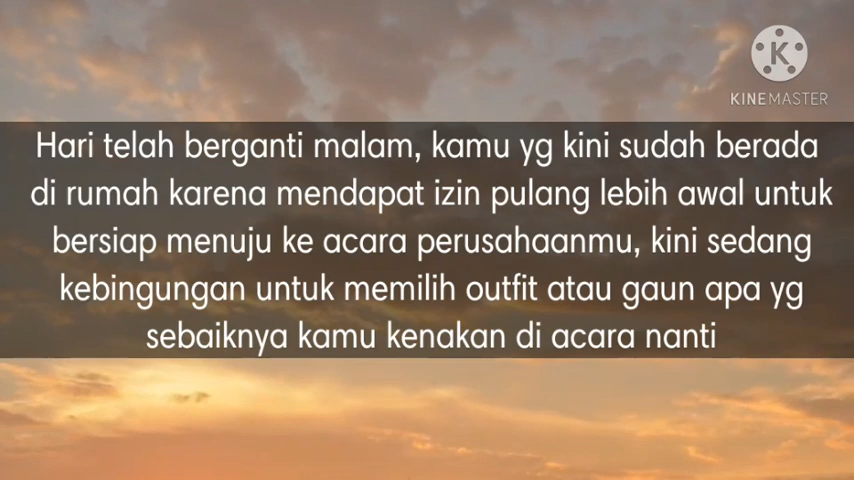 KINEMASTER
Hari telah berganti malam, kamu yg kini sudah berada
di rumah karena mendapat izin pulang lebih awal untuk
bersiap menuju ke acara perusahaanmu, kini sedang
kebingungan untuk memilih outfit atau gaun apa yg
sebaiknya kamu kenakan di acara nanti